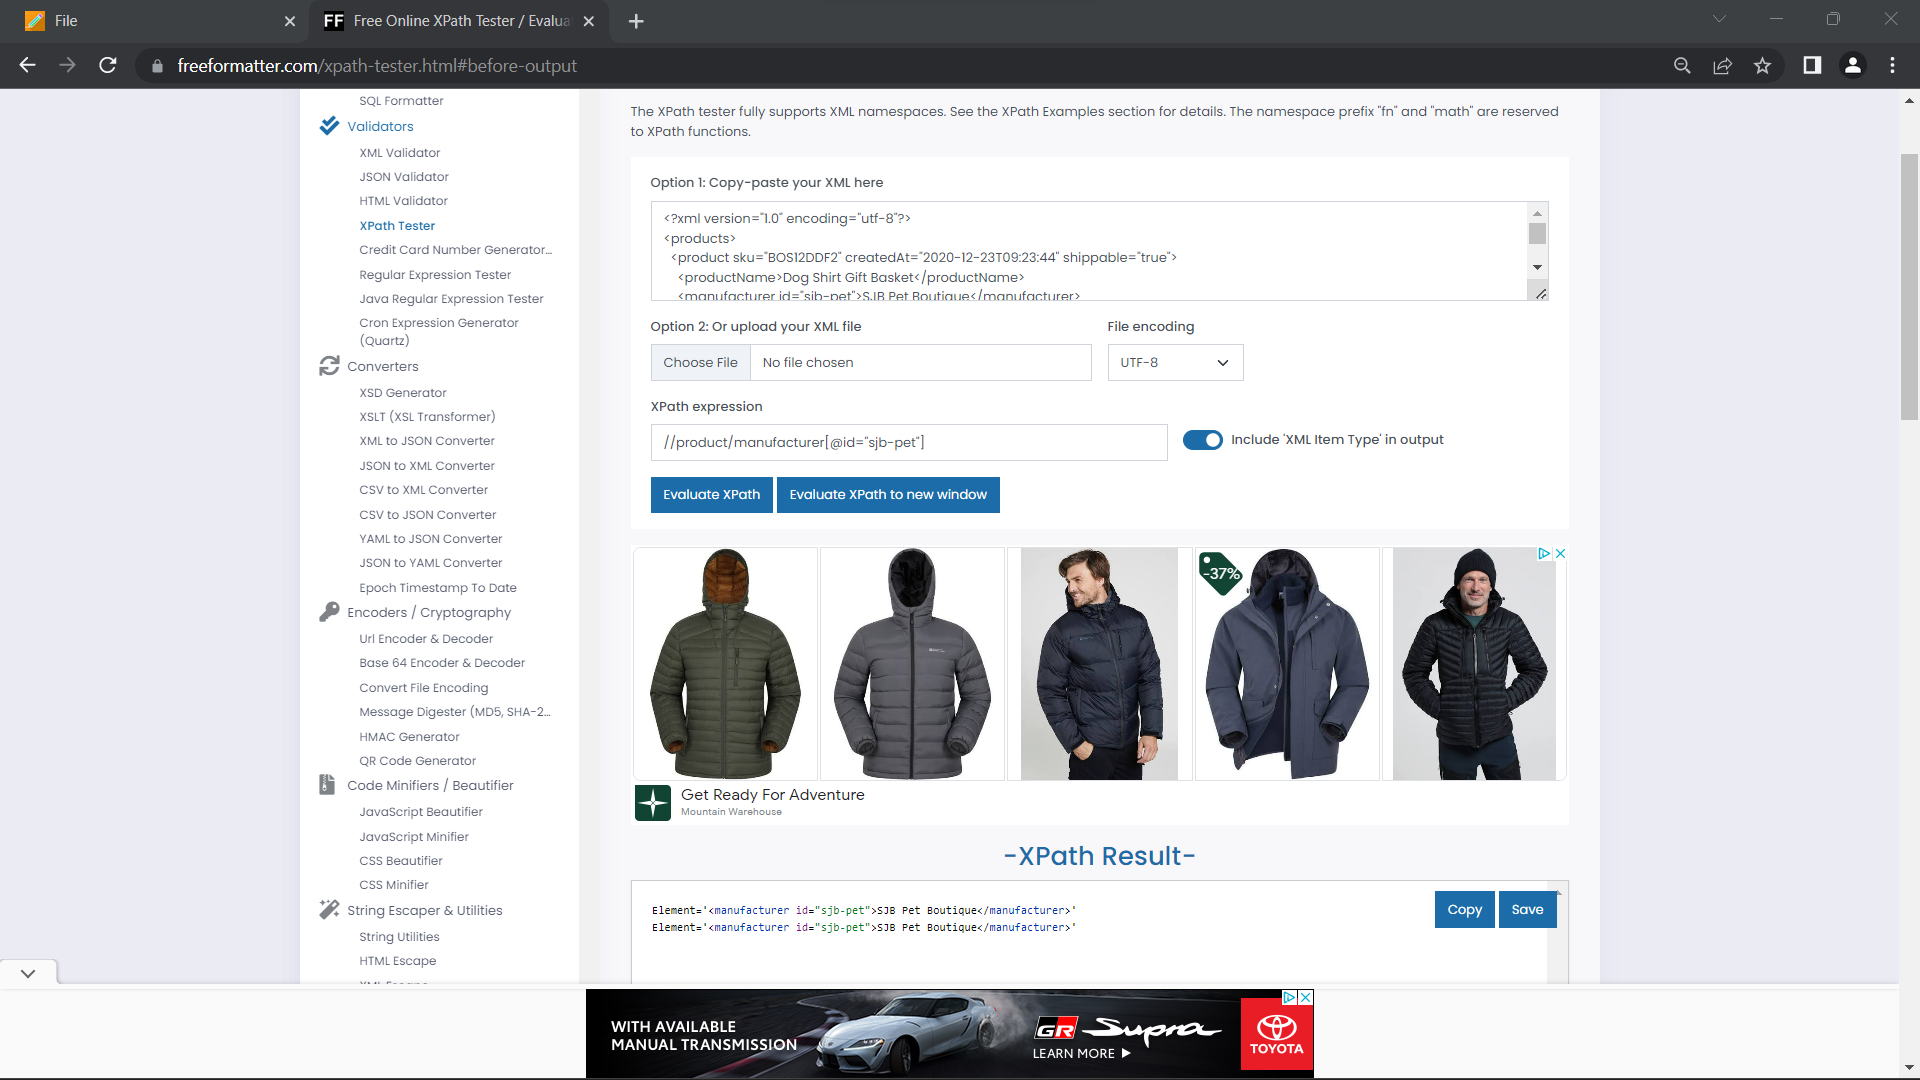 File
FF Free Online XPath Tester / Evalua
freeformatter.com/xpath-tester.html#before-output
SQL Formatter
Validators
XML Validator
JSON Validator
HTML Validator
XPath Tester
Credit Card Number Generator...
Regular Expression Tester
Java Regular Expression Tester
Cron Expression Generator
(Quartz)
Converters
XSD Generator
XSLT (XSL Transformer)
XML to JSON Converter
JSON to XML Converter
CSV to XML Converter
CSV to JSON Converter
YAML to JSON Converter
JSON to YAML Converter
Epoch Timestamp To Date
Encoders / Cryptography
Url Encoder & Decoder
Base 64 Encoder & Decoder
Convert File Encoding
Message Digester (MD5, SHA-2...
HMAC Generator
QR Code Generator
Code Minifiers / Beautifier
JavaScript Beautifier
JavaScript Minifier
CSS Beautifier
CSS Minifier
String Escaper & Utilities
String Utilities
HTML Escape
The XPath tester fully supports XML namespaces. See the XPath Examples section for details. The namespace prefix "fn" and "math" are reserved
to XPath functions.
Option 1: Copy-paste your XML here
<?xml version="1.0" encoding="utf-8"?>
<products>
<product sku="BOS12DDF2" createdAt="2020-12-23T09:23:44" shippable="true">
<productName>Dog Shirt Gift Basket</productName>
<manufacturer id="sjb-pet">SJB Pet Boutique</manufacturer>
Option 2: Or upload your XML file
File encoding
Choose File No file chosen
UTF-8
XPath expression
//product/manufacturer[@id="sjb-pet"]
Include 'XML Item Type' in output
Evaluate XPath
Evaluate XPath to new window
-37%
Get Ready For Adventure
Mountain Warehouse
-XPath Result-
Element='<manufacturer id="sjb-pet">SJB Pet Boutique</manufacturer>'
Element='<manufacturer id="sjb-pet">SJB Pet Boutique</manufacturer>'
Copy
Save
WITH AVAILABLE
MANUAL TRANSMISSION
GR Supra
LEARN MORE
TOYOTA